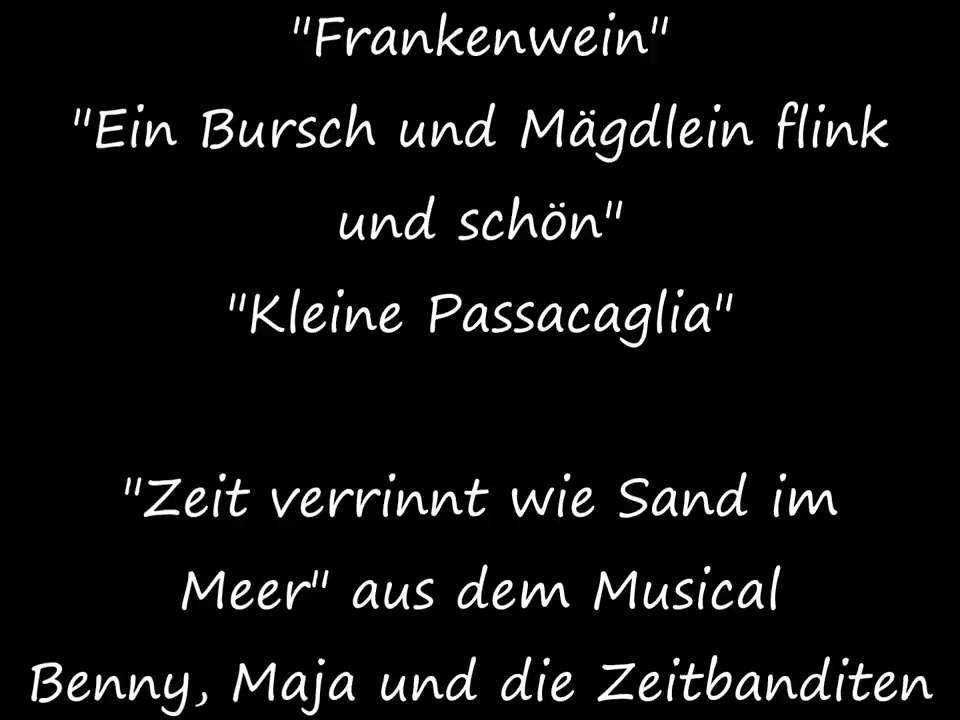 "Frankenwein"
"Ein Bursch und Mägdlein flink
und schön"
"Kleine Passacaglia"
"Zeit verrinnt wie Sand im
Meer" aus dem Musical
Benny, Maja und die Zeitbanditen